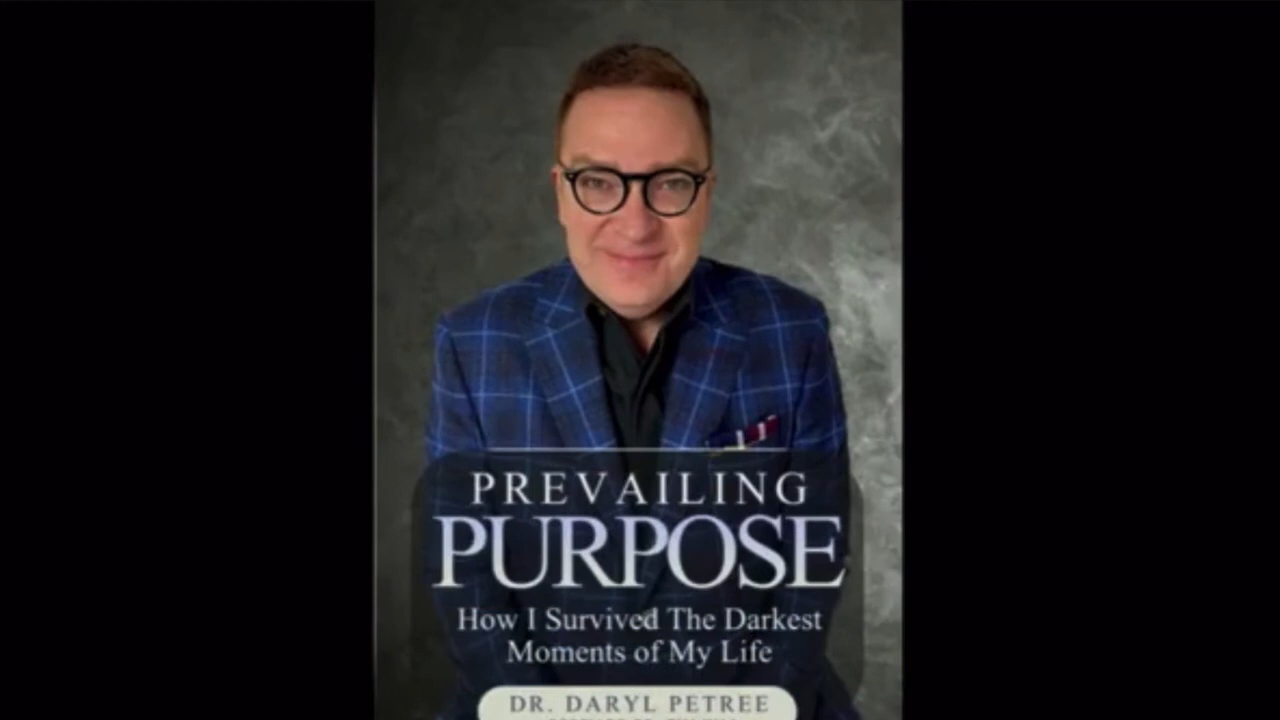 PREVAILING
PURPOSE
How I Survived The Darkest
Moments of My Life
DR. DARYL PETREE